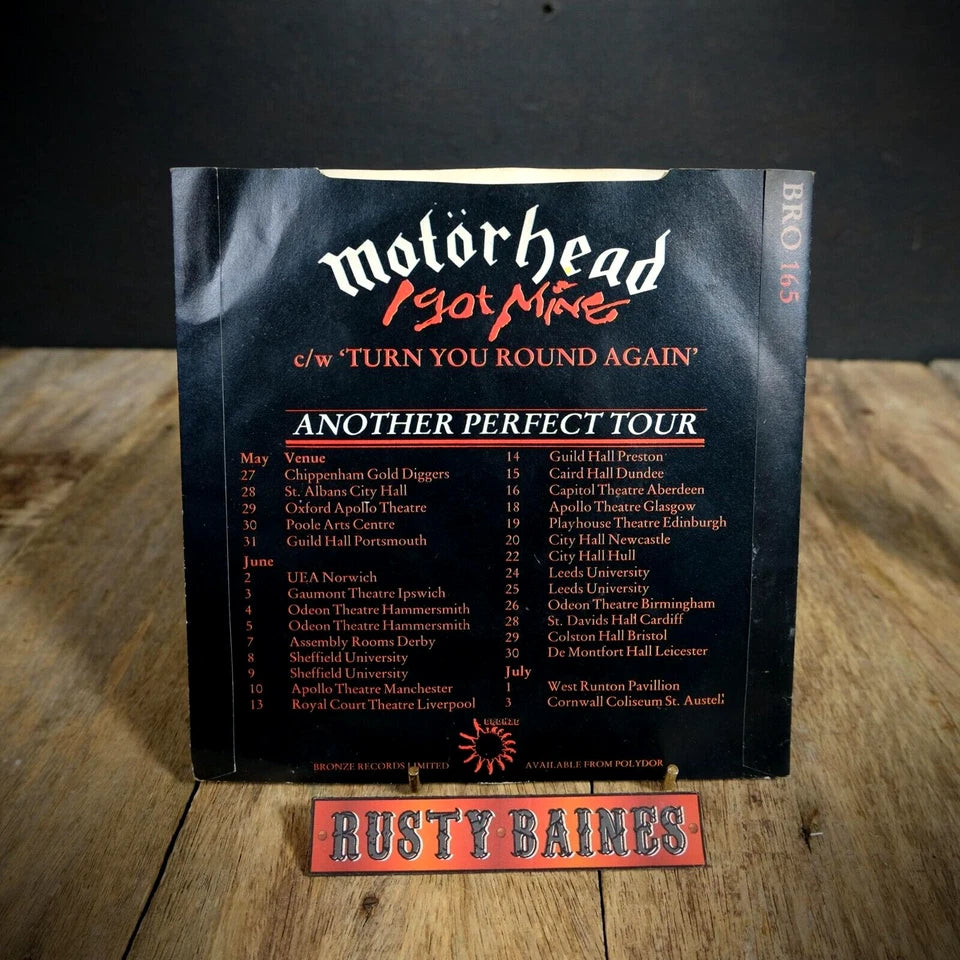 motörhead
I got Mine
c/w 'TURN YOU ROUND AGAIN'
BRO 165
ANOTHER PERFECT TOUR
May Venue
27 Chippenham Gold Diggers
28 St. Albans City Hall
29 Oxford Apollo Theatre
30 Poole Arts Centre
31 Guild Hall Portsmouth
June
2 UEA Norwich
3 Gaumont Theatre Ipswich
4 Odeon Theatre Hammersmith
5 Odeon Theatre Hammersmith
7 Assembly Rooms Derby
8 Sheffield University
9 Sheffield University
10 Apollo Theatre Manchester
13 Royal Court Theatre Liverpool
14 Guild Hall Preston
15 Caird Hall Dundee
16 Capitol Theatre Aberdeen
18 Apollo Theatre Glasgow
19 Playhouse Theatre Edinburgh
20 City Hall Newcastle
22 City Hall Hull
24 Leeds University
25 Leeds University
26 Odeon Theatre Birmingham
28 St. Davids Hall Cardiff
29 Colston Hall Bristol
30 De Montfort Hall Leicester
July
1 West Runton Pavillion
3 Cornwall Coliseum St. Austell
BRONZE
BRONZE RECORDS LIMITED
AVAILABLE FROM POLYDOR
RUSTY BAINES